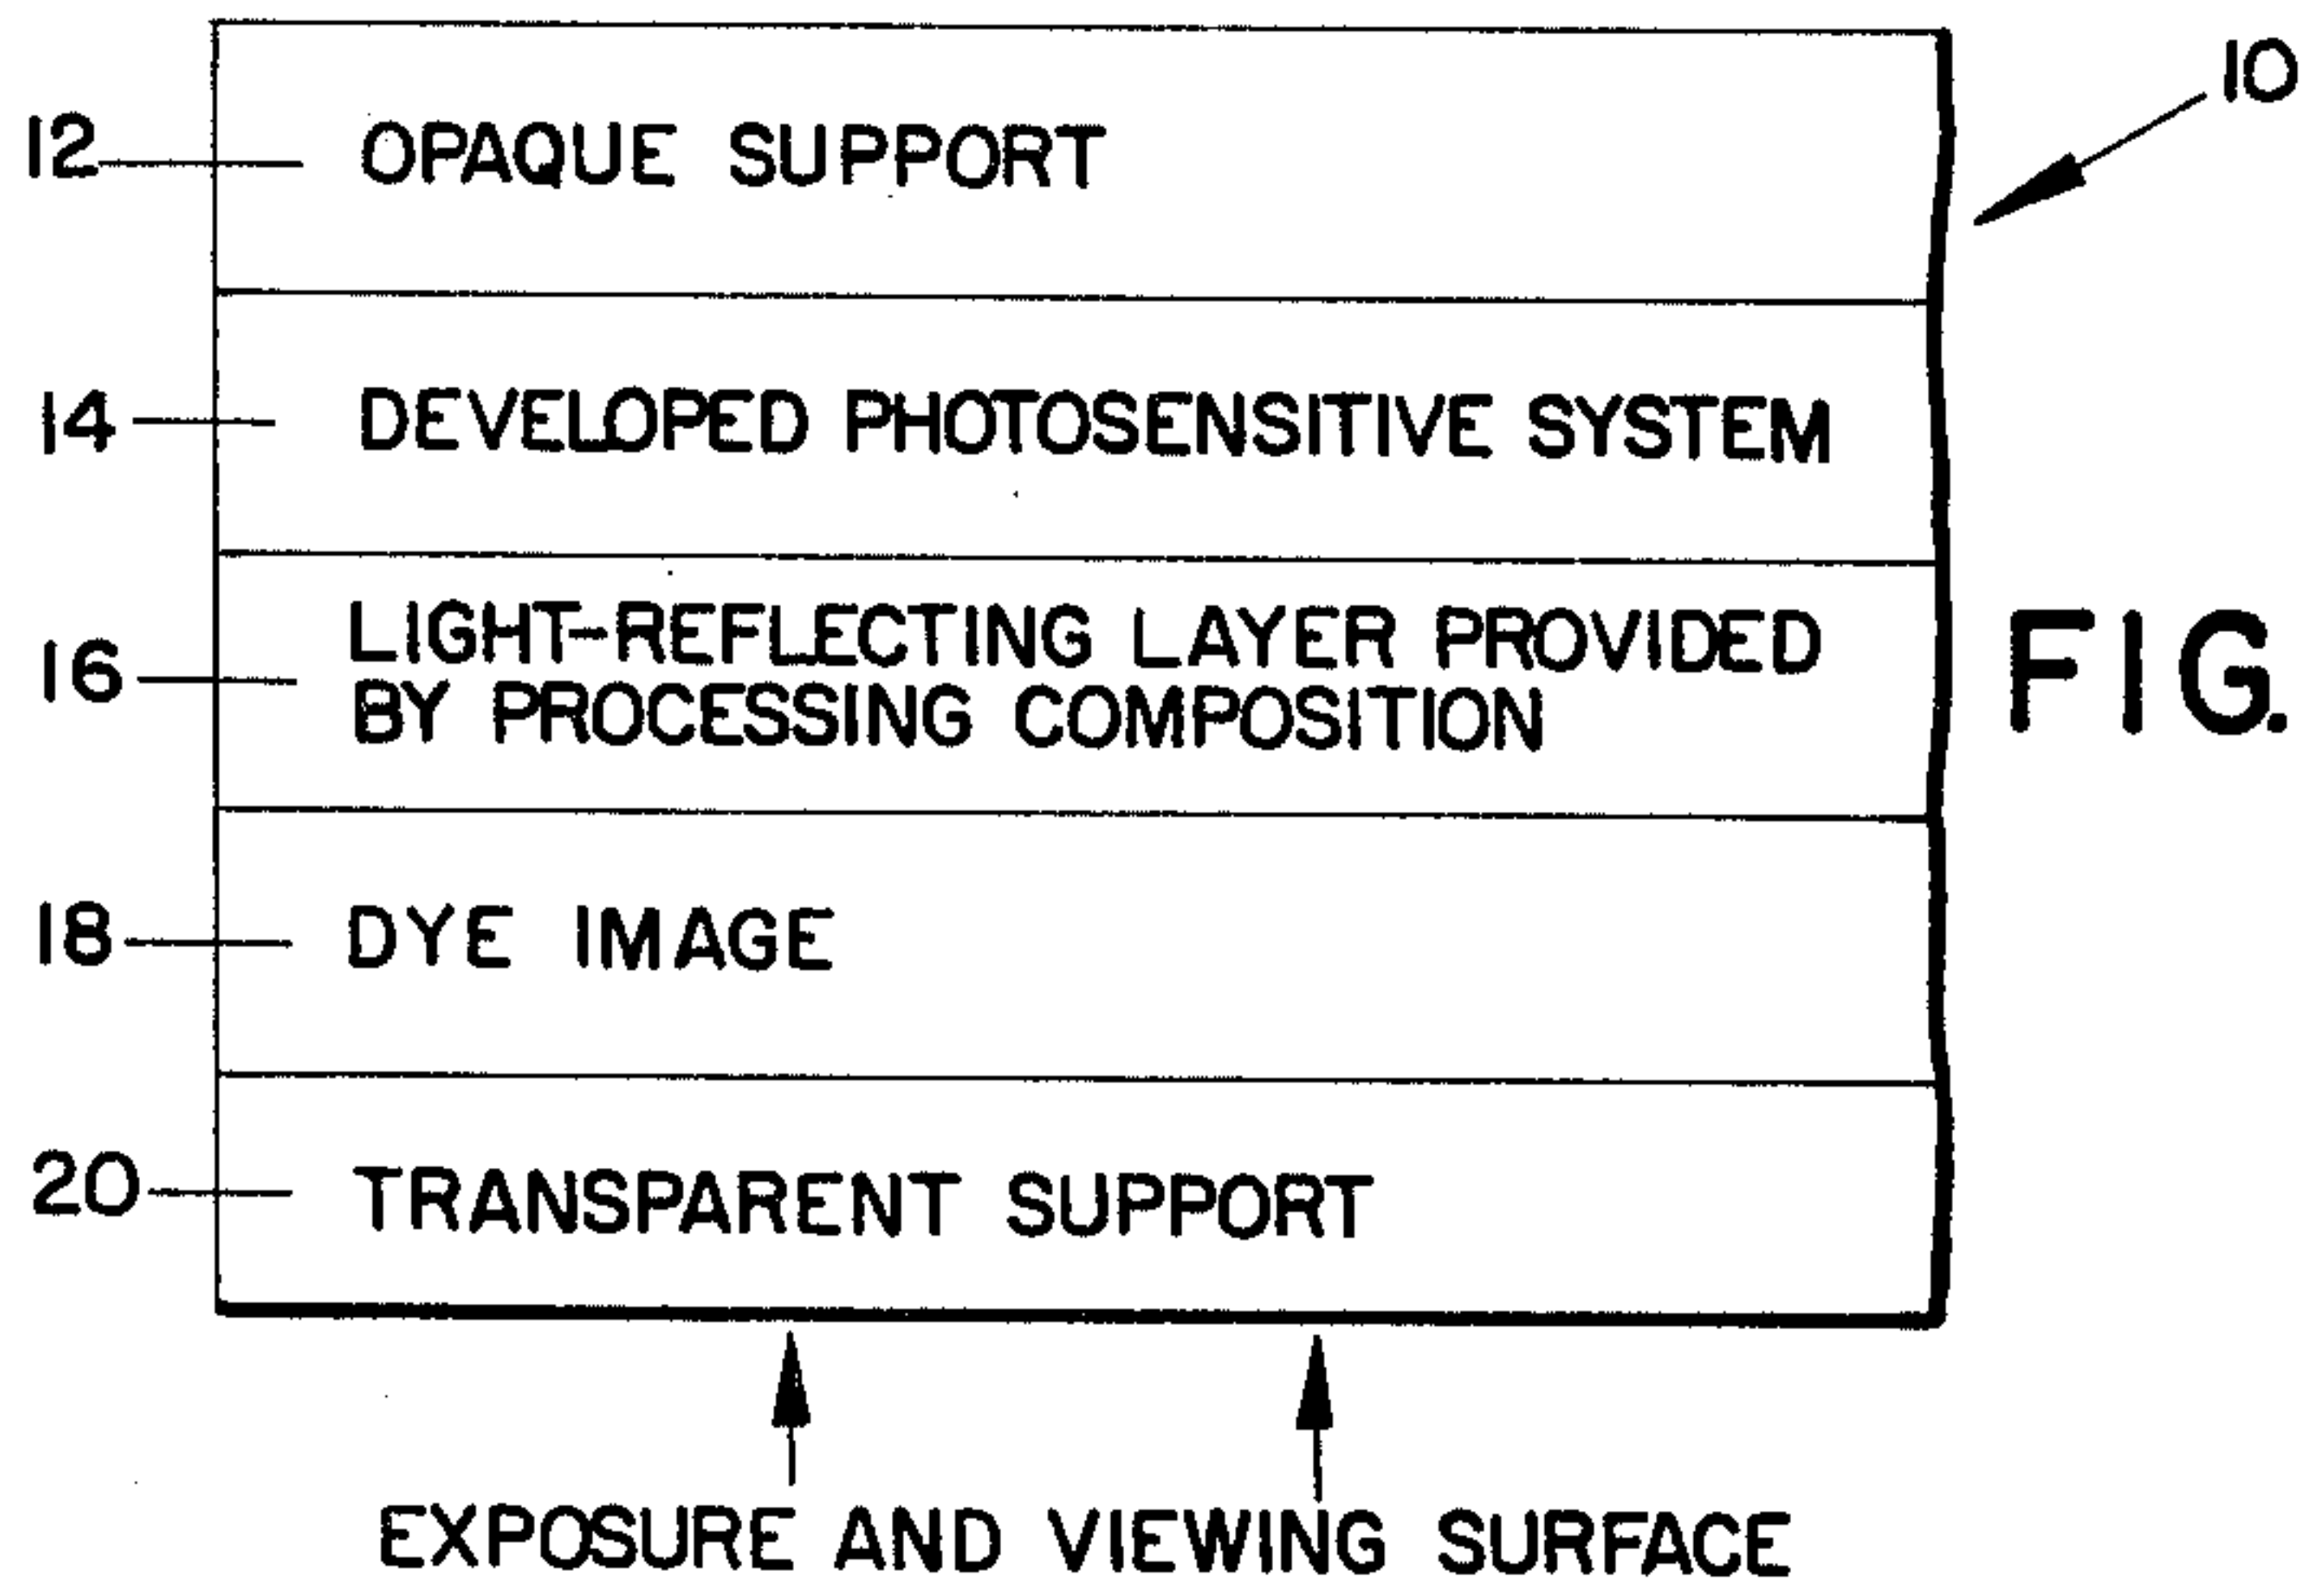 10
12 OPAQUE SUPPORT
14 DEVELOPED PHOTOSENSITIVE SYSTEM
LIGHT-REFLECTING LAYER PROVIDED
16 BY PROCESSING COMPOSITION
FIG.
18 DYE IMAGE
20 TRANSPARENT SUPPORT
EXPOSURE AND VIEWING SURFACE